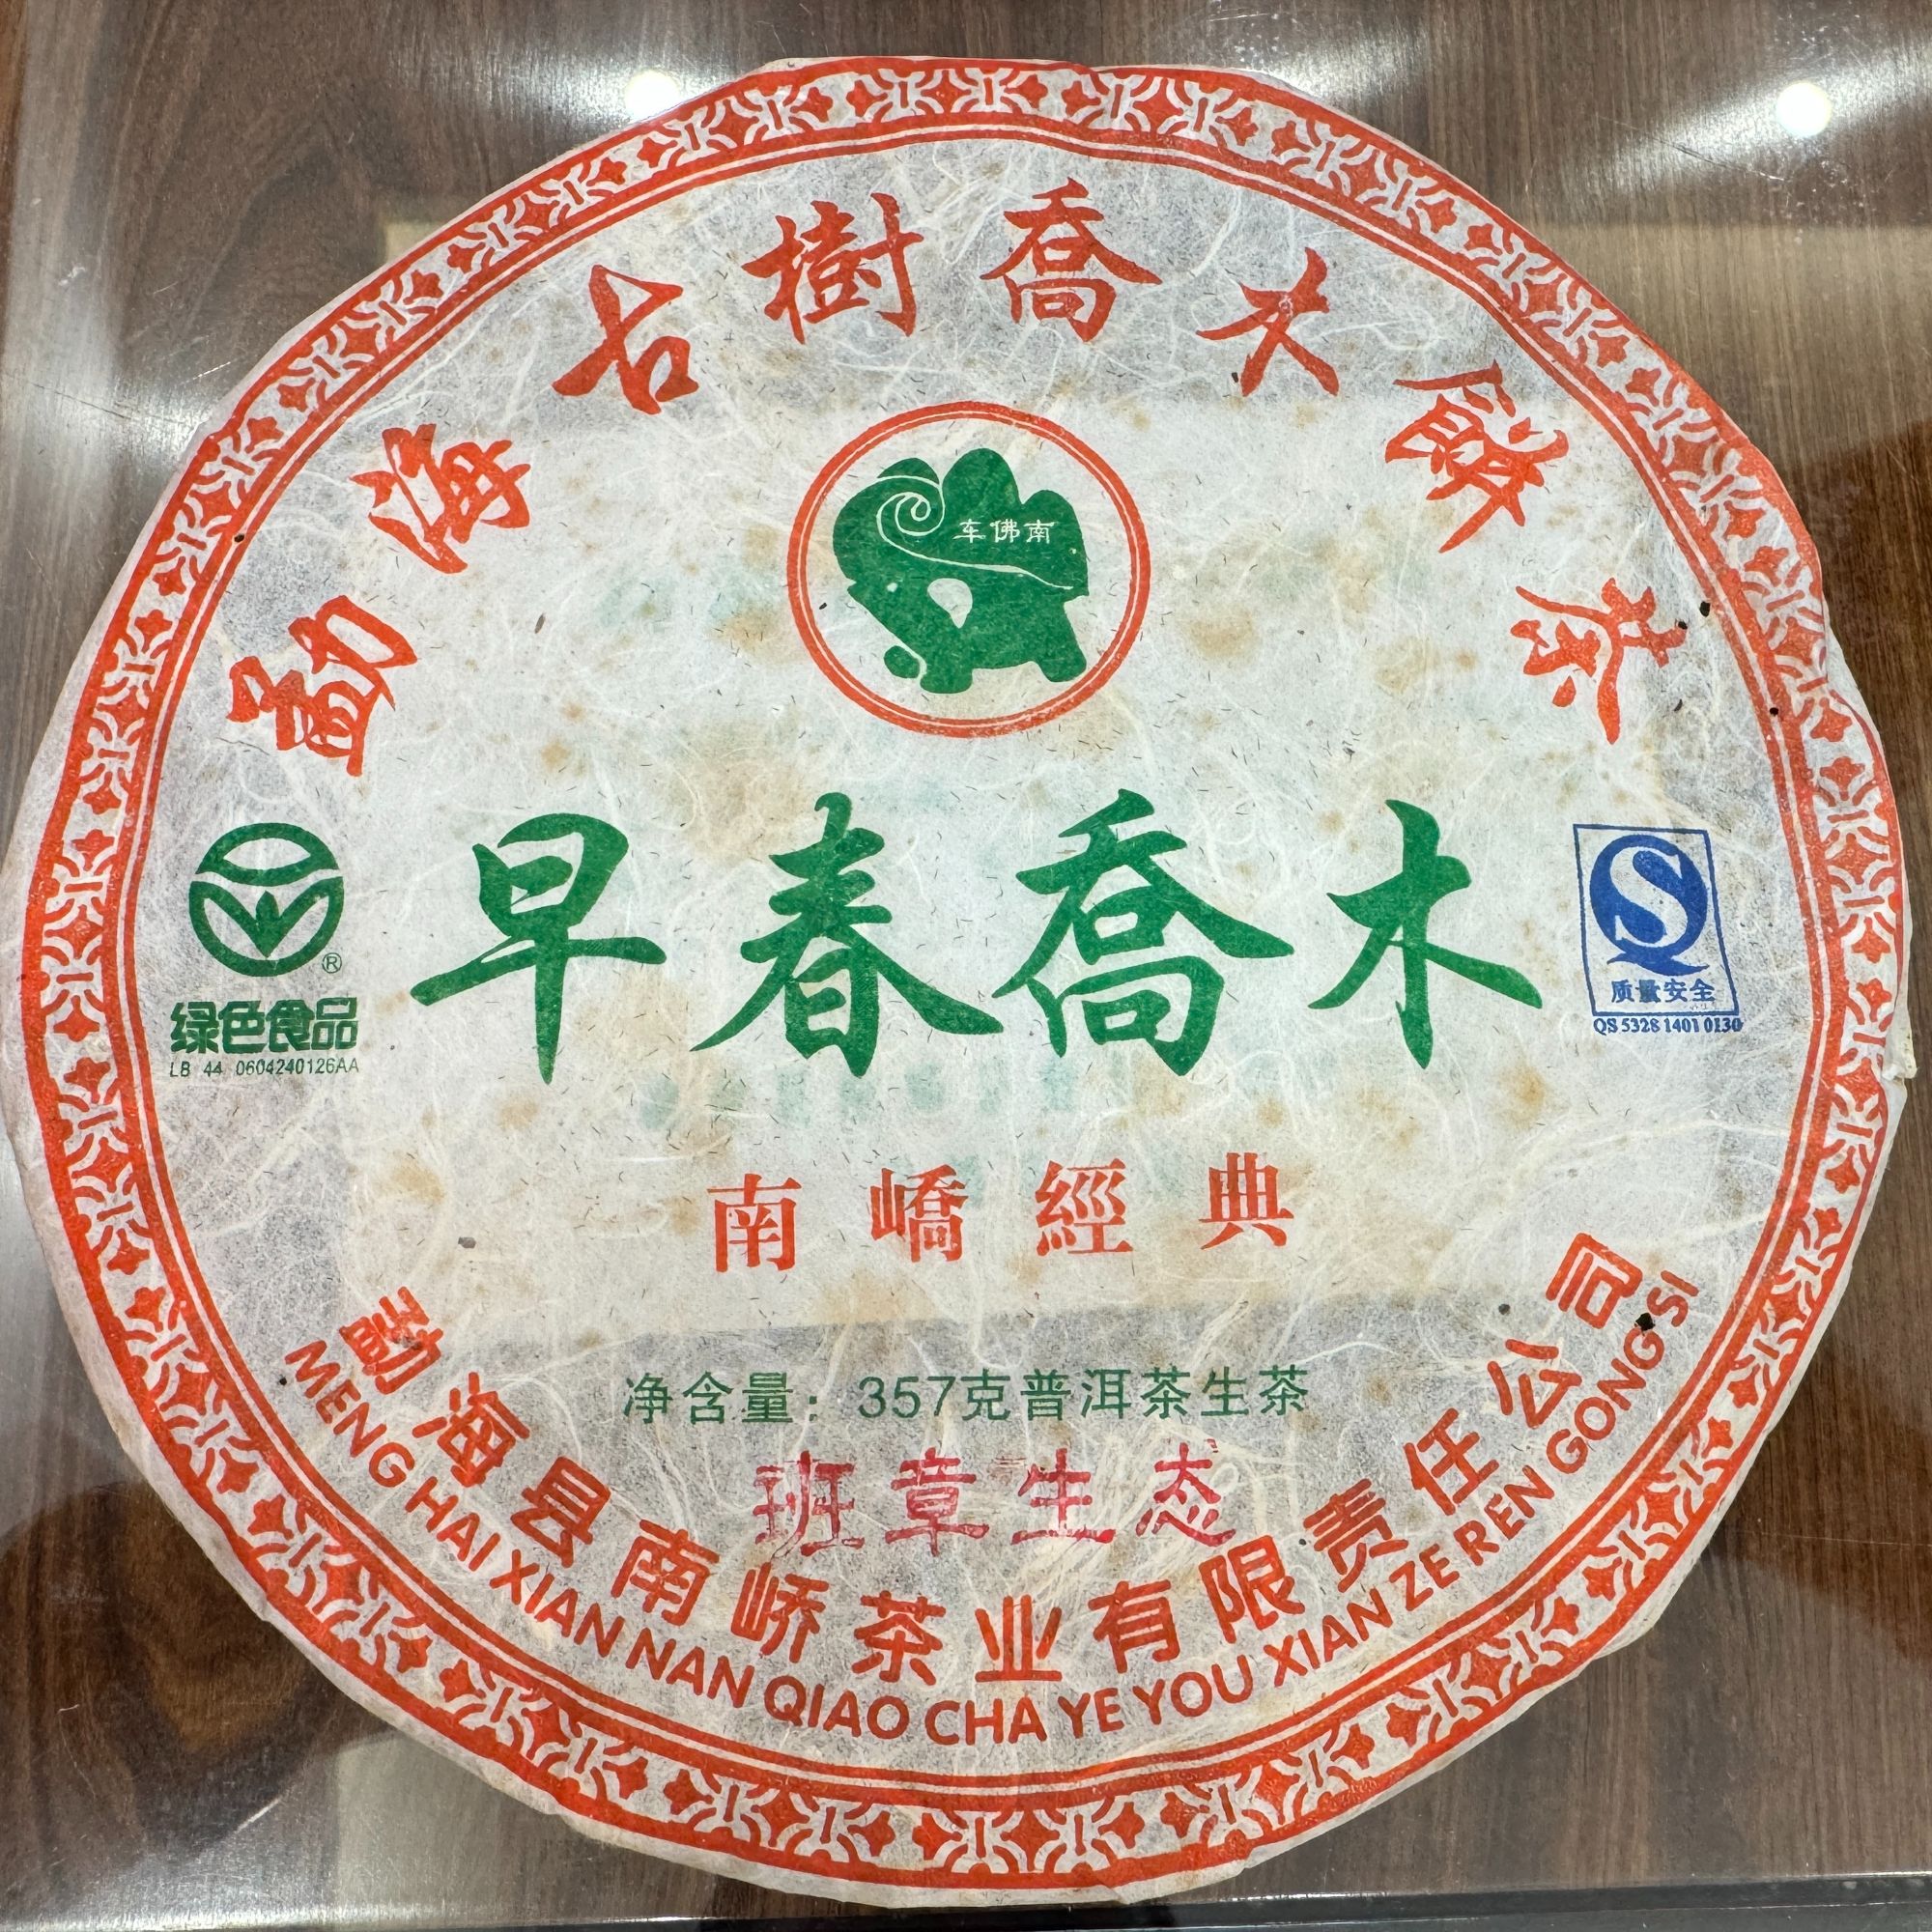 勐海古樹喬木餅茶
车佛南
早春喬木
®
绿色食品
LB 44 0604240126AA
质量安全
QS 5328 1401 0130
南嶠經典
净含量：357克普洱茶生茶
班章生态
勐海县南峤茶业有限责任公司
MENG HAI XIAN NAN QIAO CHA YE YOU XIAN ZE REN GONG SI